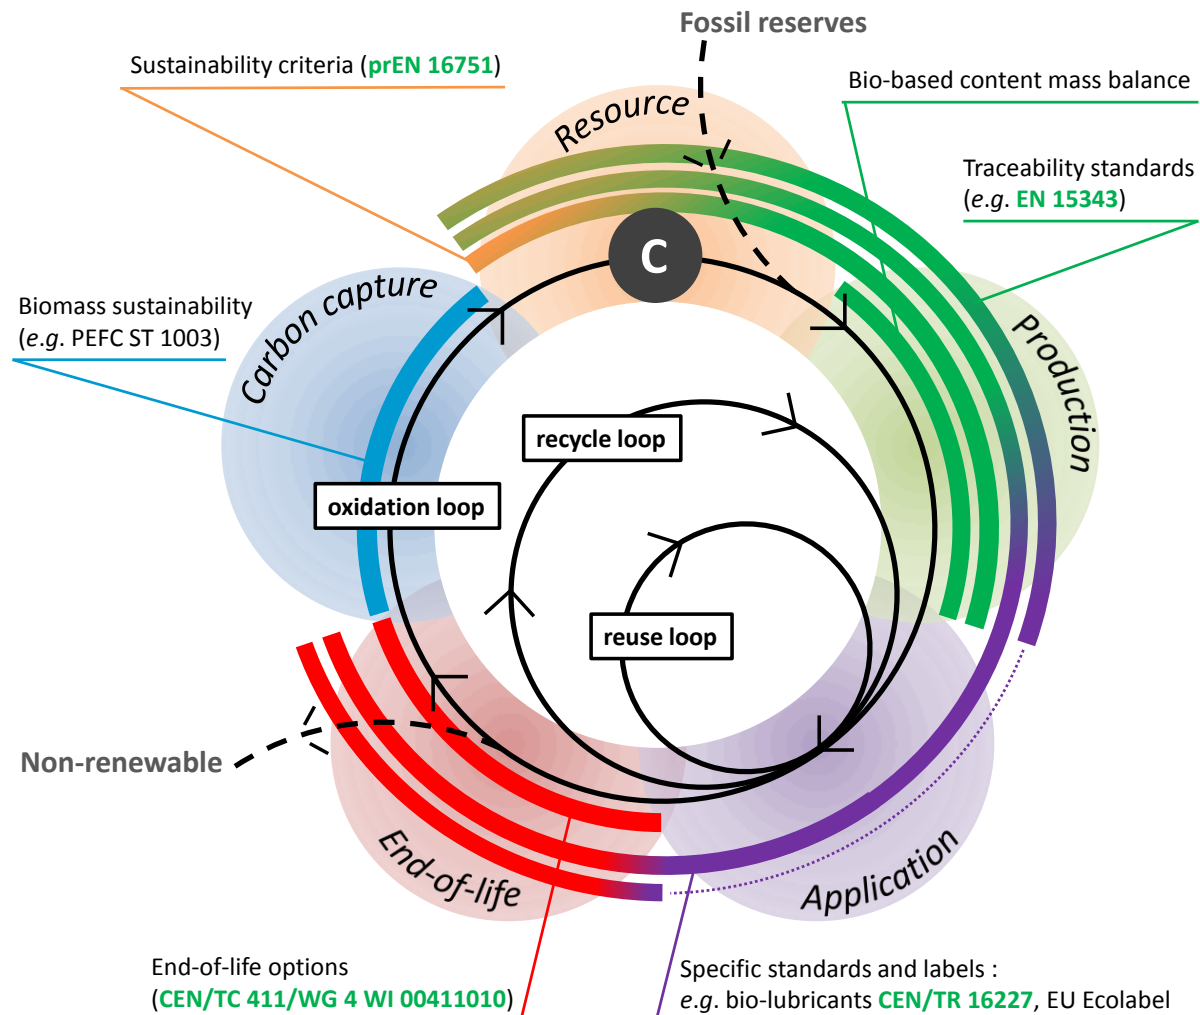 Fossil reserves
Sustainability criteria (prEN 16751)
Bio-based content mass balance
Resource
Traceability standards
(e.g. EN 15343)
C
Carbon capture
Biomass sustainability
(e.g. PEFC ST 1003)
Production
recycle loop
oxidation loop
reuse loop
Non-renewable
End-of-life
Application
End-of-life options
(CEN/TC 411/WG 4 WI 00411010)
Specific standards and labels :
e.g. bio-lubricants CEN/TR 16227, EU Ecolabel